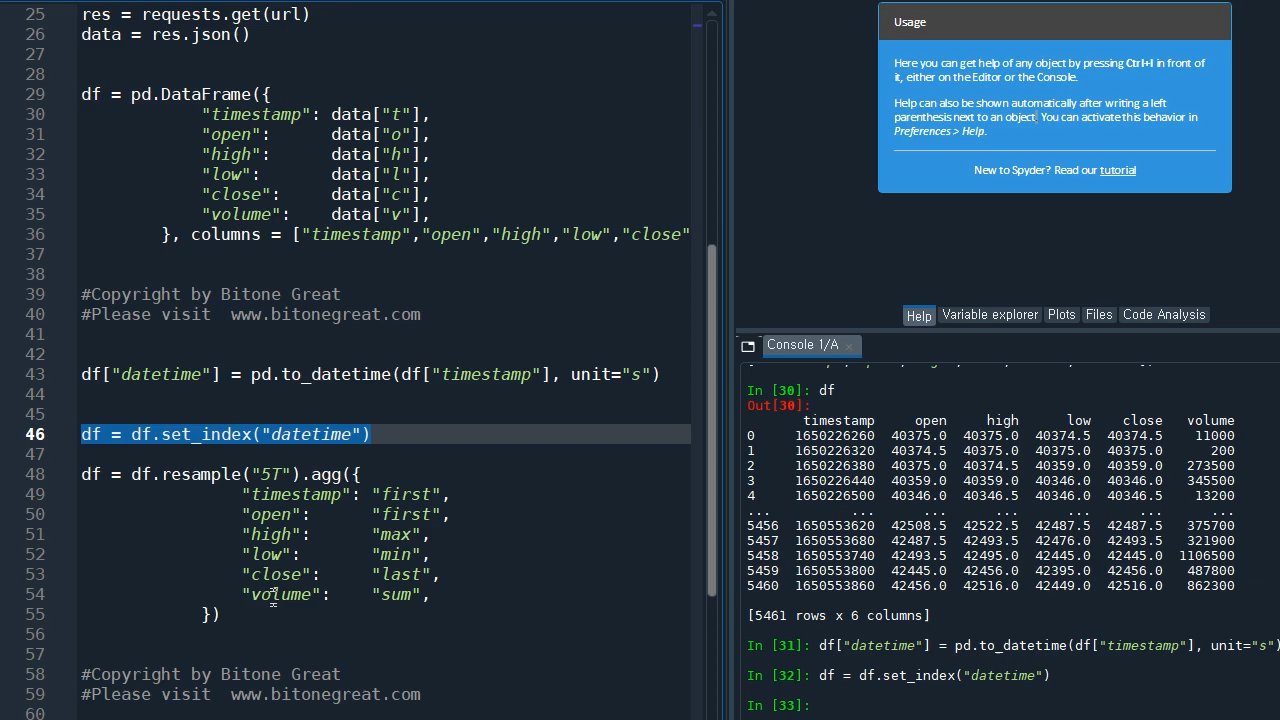 25 res = requests.get(url)
26 data = res.json()
27
28
29 df = pd.DataFrame({
30 "timestamp": data["t"],
31 "open": data["o"],
32 "high": data["h"],
33 "low": data["l"],
34 "close": data["c"],
35 "volume": data["v"],
36 }, columns = ["timestamp","open","high","low","close"
37
38
39 #Copyright by Bitone Great
40 #Please visit www.bitonegreat.com
41
42
43 df["datetime"] = pd.to_datetime(df["timestamp"], unit="s")
44
45
46 df = df.set_index("datetime")
47
48 df = df.resample("5T").agg({
49 "timestamp": "first",
50 "open": "first",
51 "high": "max",
52 "low": "min",
53 "close": "last",
54 "volume": "sum",
55 })
56
57
58 #Copyright by Bitone Great
59 #Please visit www.bitonegreat.com
60
Usage
Here you can get help of any object by pressing Ctrl+I in front of
it, either on the Editor or the Console.
Help can also be shown automatically after writing a left
parenthesis next to an object. You can activate this behavior in
Preferences > Help.
New to Spyder? Read our tutorial
Help Variable explorer Plots Files Code Analysis
Console 1/A
In [30]: df
Out[30]:
timestamp open high low close volume
0 1650226260 40375.0 40375.0 40374.5 40374.5 11000
1 1650226320 40374.5 40375.0 40374.5 40375.0 200
2 1650226380 40375.0 40374.5 40359.0 40359.0 273500
3 1650226440 40359.0 40359.0 40346.0 40346.0 345500
4 1650226500 40346.0 40346.5 40346.0 40346.5 13200
... ... ... ... ... ... ...
5456 1650553620 42508.5 42522.5 42487.5 42487.5 375700
5457 1650553680 42487.5 42493.5 42476.0 42493.5 321900
5458 1650553740 42493.5 42495.0 42445.0 42445.0 1106500
5459 1650553800 42445.0 42456.0 42395.0 42456.0 487800
5460 1650553860 42456.0 42516.0 42449.0 42516.0 862300
[5461 rows x 6 columns]
In [31]: df["datetime"] = pd.to_datetime(df["timestamp"], unit="s")
In [32]: df = df.set_index("datetime")
In [33]: